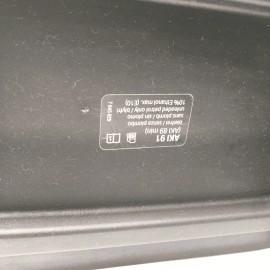 AKI 91
(AKI 89 min)
bleifrei / senza piombo
sans plomb / sin plomo
unleaded petrol only / blyfri
10% Ethanol max. (E10)